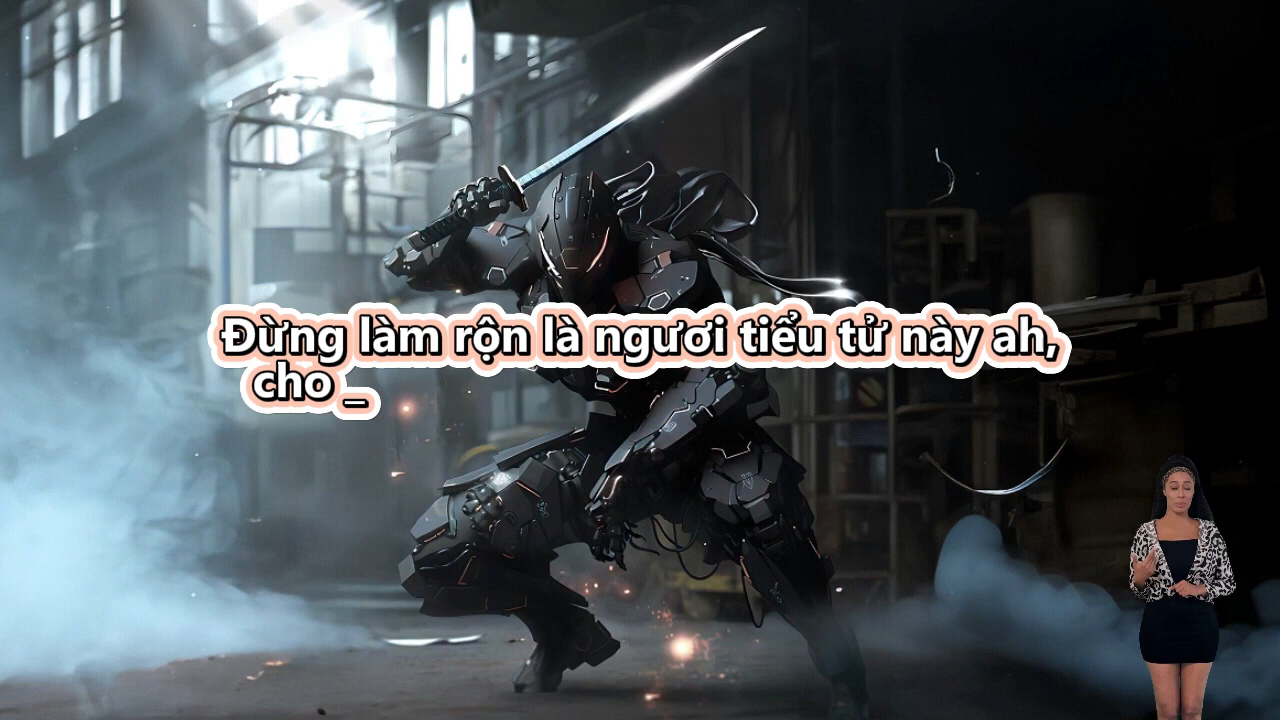 Đừng làm rộn là ngươi tiểu tử này ah,
cho _